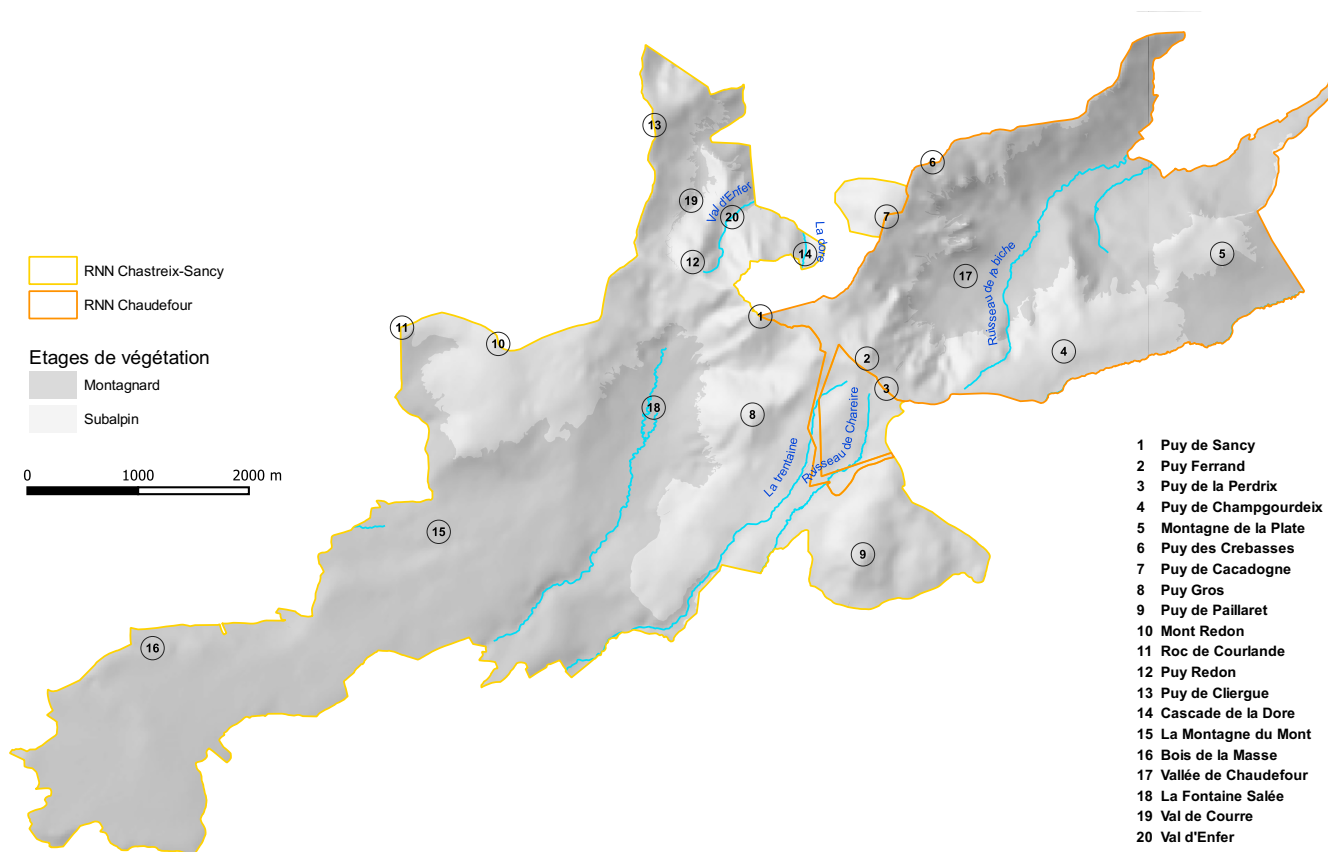 13
6
19
Val d'Enfer
20
7
La dore
14
12
17
5
Ruisseau de la biche
RNN Chastreix-Sancy
RNN Chaudefour
1
11
10
2
4
3
Etages de végétation
Montagnard
Subalpin
18
8
Ruisseau de Chareire
La trentaine
0 1000 2000 m
15
9
16
1 Puy de Sancy
2 Puy Ferrand
3 Puy de la Perdrix
4 Puy de Champgourdeix
5 Montagne de la Plate
6 Puy des Crebasses
7 Puy de Cacadogne
8 Puy Gros
9 Puy de Paillaret
10 Mont Redon
11 Roc de Courlande
12 Puy Redon
13 Puy de Cliergue
14 Cascade de la Dore
15 La Montagne du Mont
16 Bois de la Masse
17 Vallée de Chaudefour
18 La Fontaine Salée
19 Val de Courre
20 Val d'Enfer